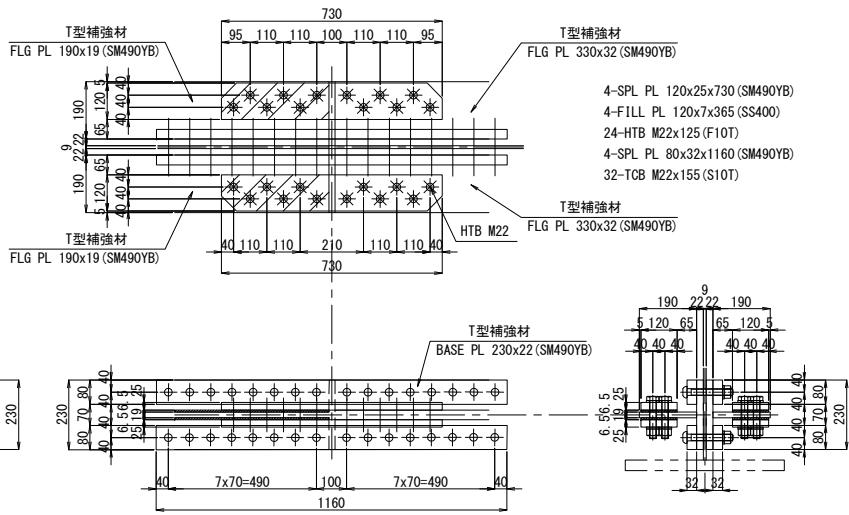 730
95 110 110 100 110 110 95
T型補強材
FLG PL 190x19(SM490YB)
T型補強材
FLG PL 330x32(SM490YB)
4-SPL PL 120x25x730(SM490YB)
4-FILL PL 120x7x365(SS400)
24-HTB M22x125(F10T)
4-SPL PL 80x32x1160(SM490YB)
32-TCB M22x155(S10T)
5
40
40
40
190
120
65
9
22
22
65
190
120
40
40
40
5
T型補強材
FLG PL 190x19(SM490YB)
T型補強材
FLG PL 330x32(SM490YB)
HTB M22
40 110 110 210 110 110 40
730
T型補強材
BASE PL 230x22(SM490YB)
230
230
80
70
80
40
40
40
25
6.5
19
6.5
25
40 7x70=490 100 7x70=490 40
1160
9
190 22 22 190
5 120 65 65 120 5
40 40 40 40 40 40
25
6.5
19
6.5
25
40
40
40
40
80
70
80
230
32 32